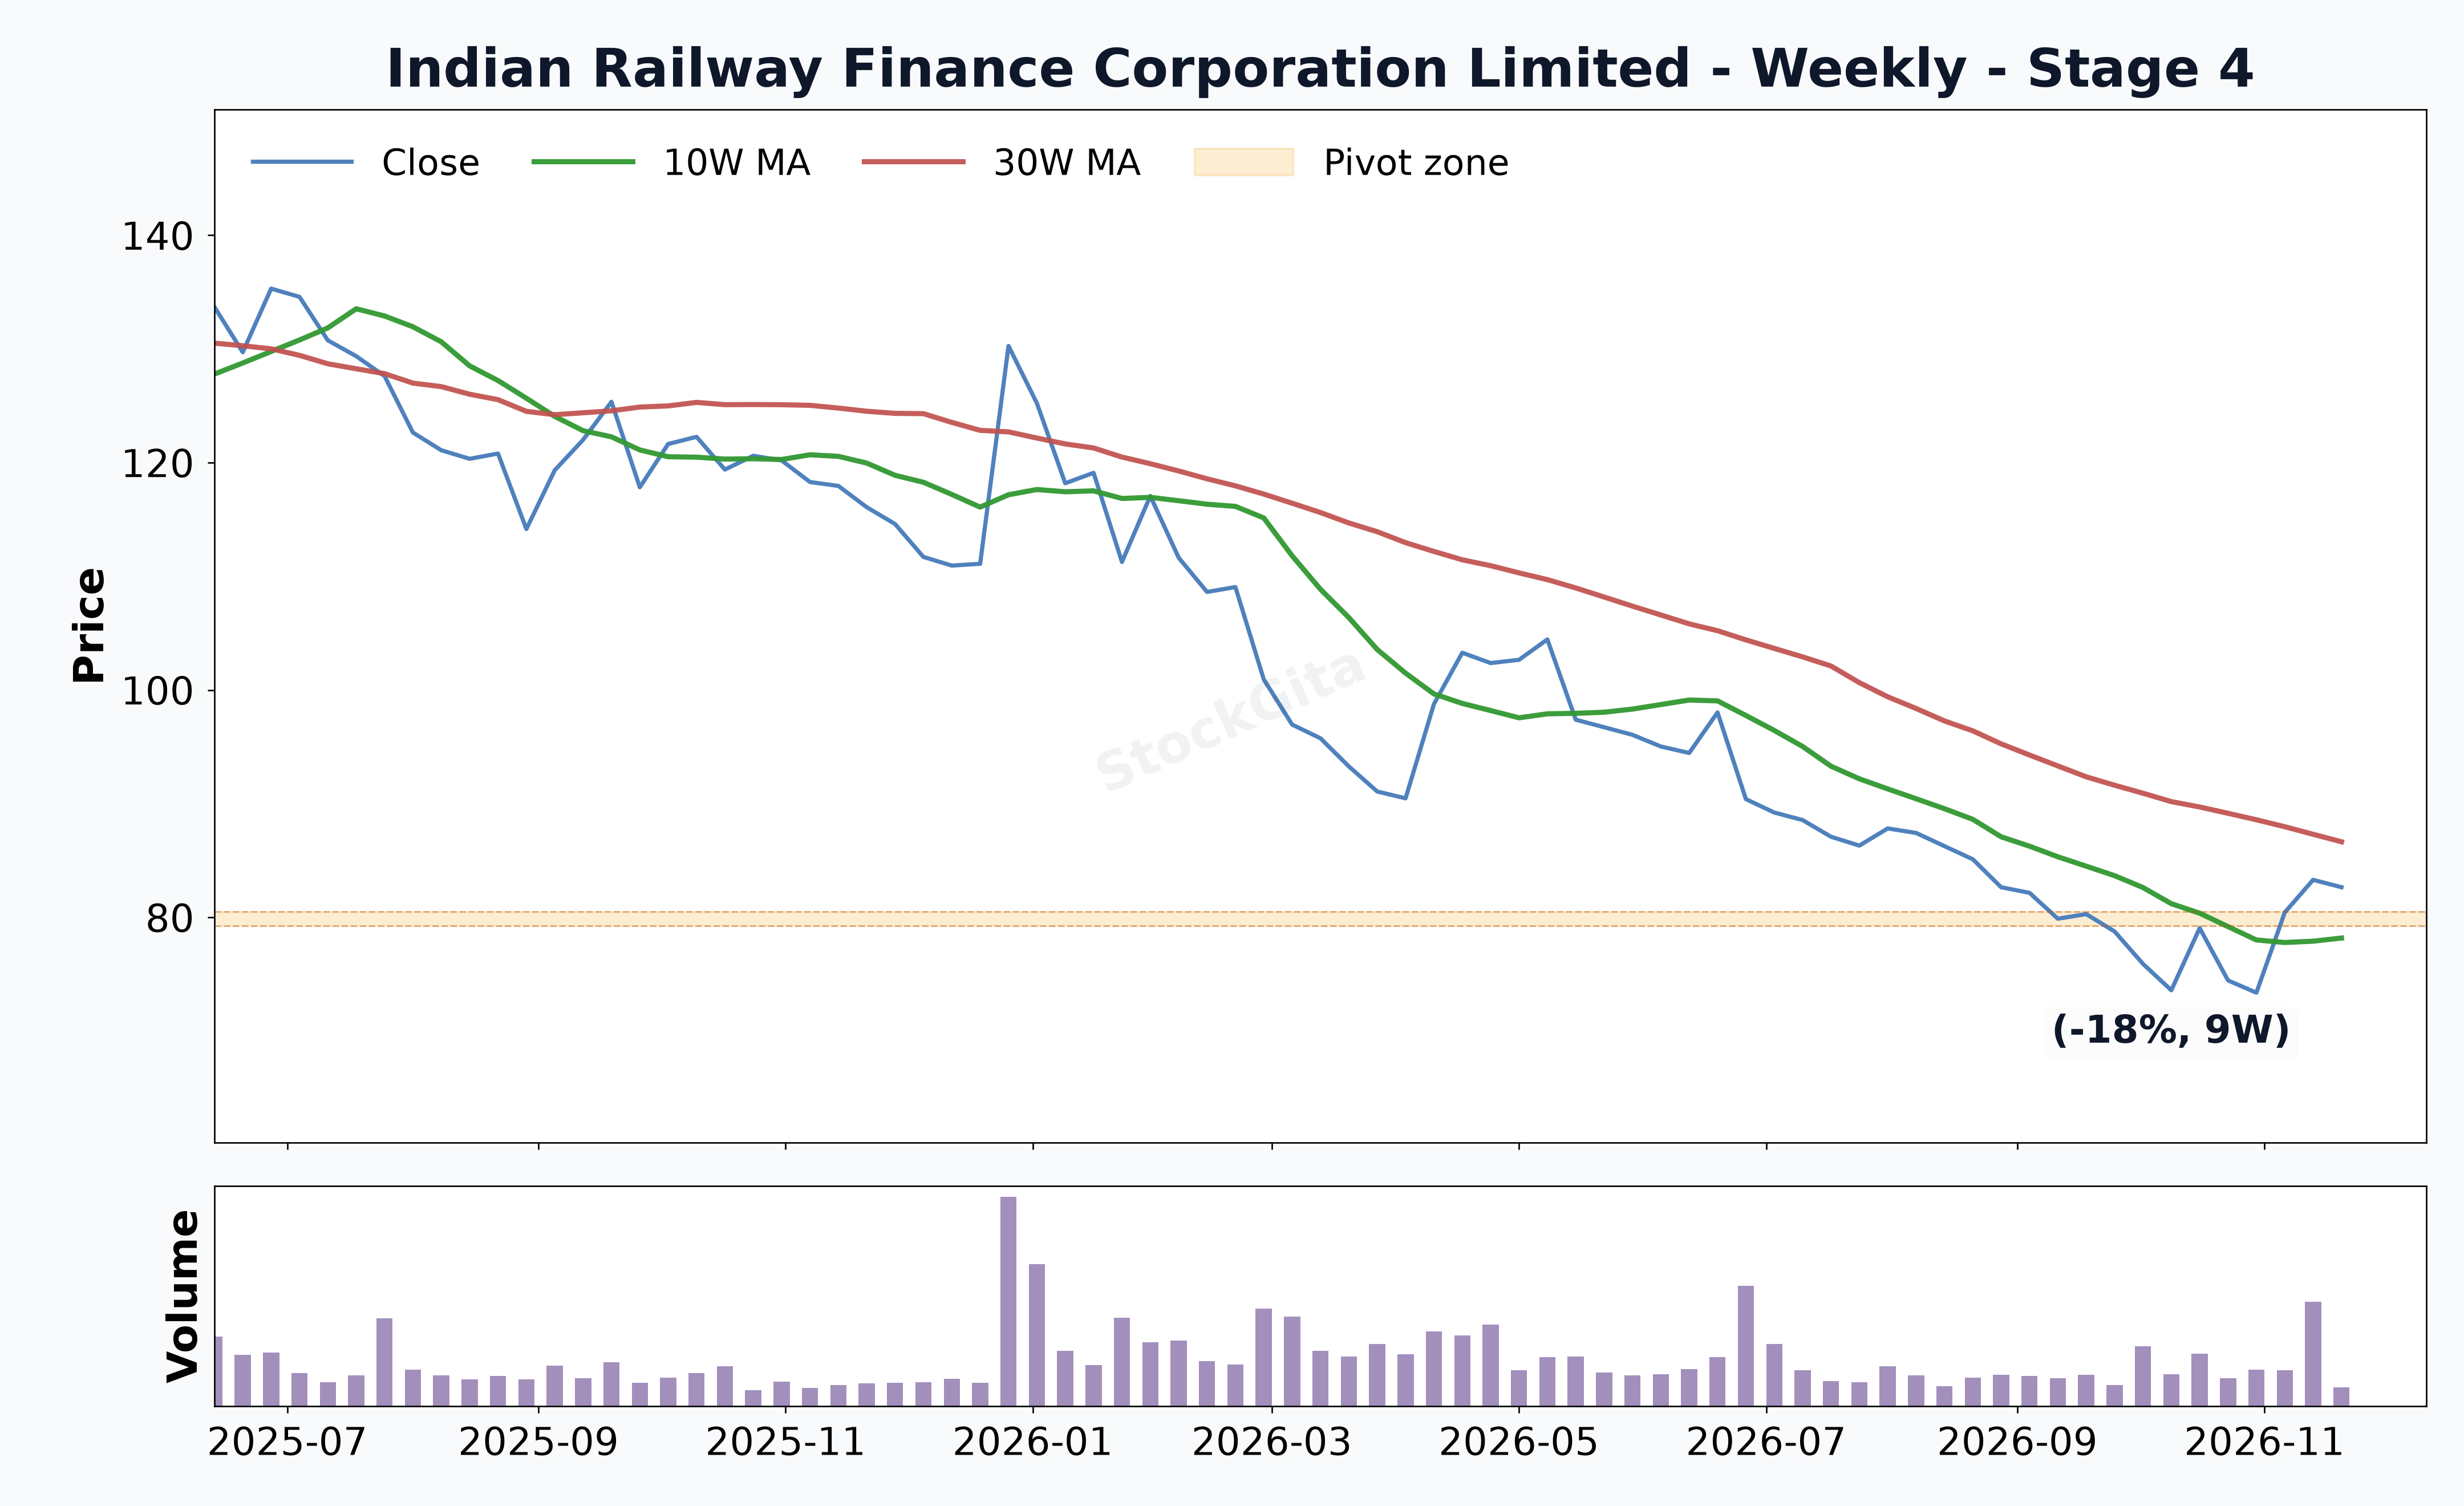 Indian Railway Finance Corporation Limited - Weekly - Stage 4
Close
10W MA
30W MA
Pivot zone
Price
140
120
100
80
StockGita
(-18%, 9W)
Volume
2025-07
2025-09
2025-11
2026-01
2026-03
2026-05
2026-07
2026-09
2026-11